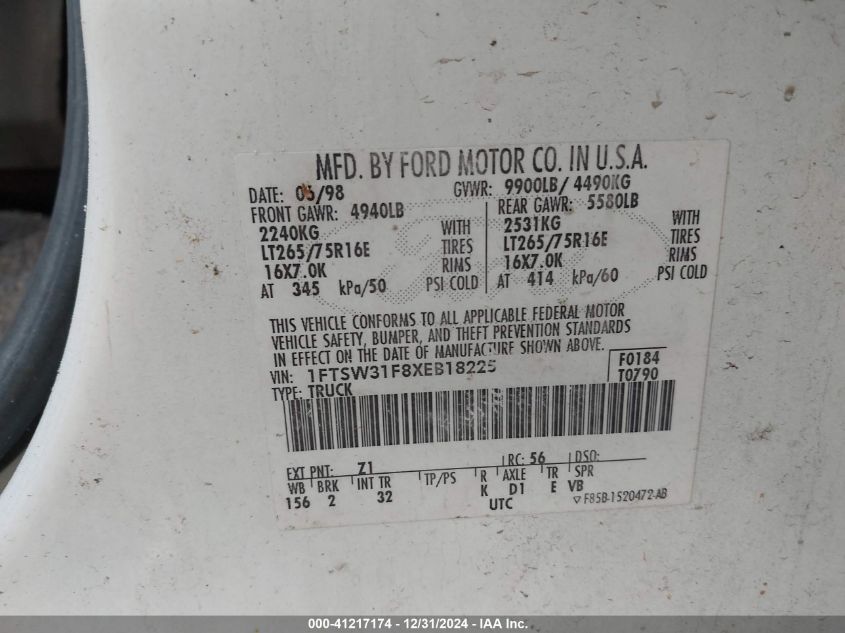 MFD. BY FORD MOTOR CO. IN U.S.A.
DATE: 05/98 GVWR: 9900LB/ 4490KG
FRONT GAWR: 4940LB REAR GAWR: 5580LB
2240KG WITH 2531KG WITH
LT265/75R16E TIRES LT265/75R16E TIRES
16X7.0K RIMS 16X7.0K RIMS
AT 345 kPa/50 PSI COLD AT 414 kPa/60 PSI COLD
THIS VEHICLE CONFORMS TO ALL APPLICABLE FEDERAL MOTOR
VEHICLE SAFETY, BUMPER, AND THEFT PREVENTION STANDARDS
IN EFFECT ON THE DATE OF MANUFACTURE SHOWN ABOVE.
VIN: 1FTSW31F8XEB18225 F0184
TYPE: TRUCK T0790
EXT PNT: Z1 RC: 56 DSO:
WB BRK INT TR TP/PS R AXLE TR SPR
156 2 32 K D1 E VB
UTC F85B-1520472-AB
000-41217174 - 12/31/2024 - IAA Inc.